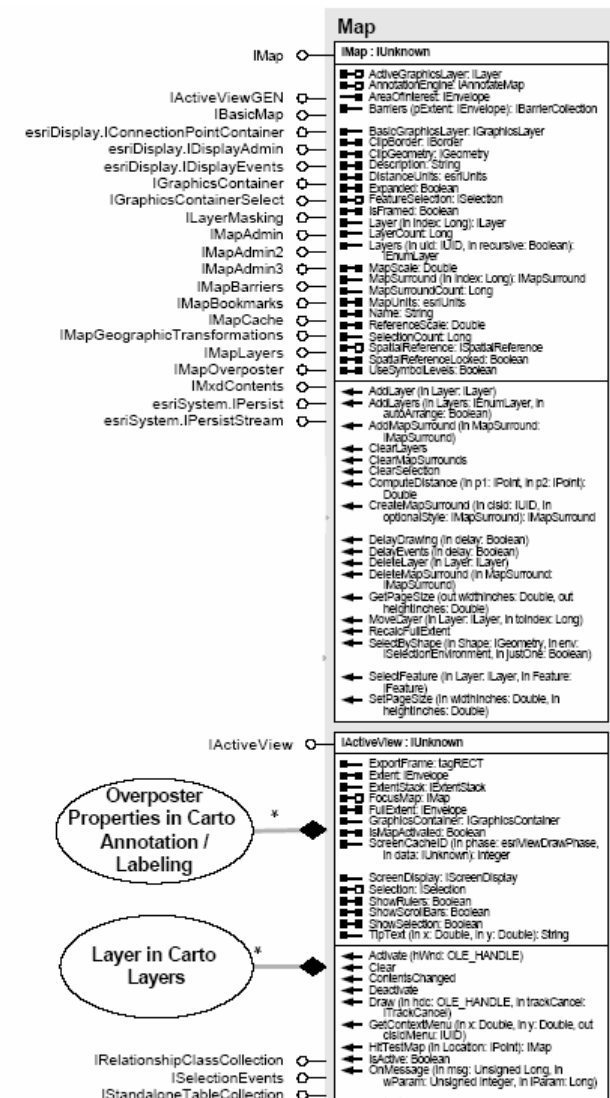 Map
IMap
IMap : IUnknown
ActiveGraphicsLayer: ILayer
AnnotationEngine: IAnnotateMap
AreaOfInterest: IEnvelope
Barriers (pExtent: IEnvelope): IBarrierCollection
BasicGraphicsLayer: IGraphicsLayer
ClipBorder: IBorder
ClipGeometry: IGeometry
Description: String
DistanceUnits: esriUnits
Expanded: Boolean
FeatureSelection: ISelection
IsFramed: Boolean
Layer (in Index: Long): ILayer
LayerCount: Long
Layers (in uid: IUID, in recursive: Boolean):
IEnumLayer
MapScale: Double
MapSurround (in Index: Long): IMapSurround
MapSurroundCount: Long
MapUnits: esriUnits
Name: String
ReferenceScale: Double
SelectionCount: Long
SpatialReference: ISpatialReference
SpatialReferenceLocked: Boolean
UseSymbolLevels: Boolean
AddLayer (in Layer: ILayer)
AddLayers (in Layers: IEnumLayer, in
autoArrange: Boolean)
AddMapSurround (in MapSurround:
IMapSurround)
ClearLayers
ClearMapSurrounds
ClearSelection
ComputeDistance (in p1: IPoint, in p2: IPoint):
Double
CreateMapSurround (in clsid: IUID, in
optionalStyle: IMapSurround): IMapSurround
DelayDrawing (in delay: Boolean)
DelayEvents (in delay: Boolean)
DeleteLayer (in Layer: ILayer)
DeleteMapSurround (in MapSurround:
IMapSurround)
GetPageSize (out widthInches: Double, out
heightInches: Double)
MoveLayer (in Layer: ILayer, in toIndex: Long)
RecalcFullExtent
SelectByShape (in Shape: IGeometry, in env:
ISelectionEnvironment, in justOne: Boolean)
SelectFeature (in Layer: ILayer, in Feature:
IFeature)
SetPageSize (in widthInches: Double, in
heightInches: Double)
IActiveViewGEN
IBasicMap
esriDisplay.IConnectionPointContainer
esriDisplay.IDisplayAdmin
esriDisplay.IDisplayEvents
IGraphicsContainer
IGraphicsContainerSelect
ILayerMasking
IMapAdmin
IMapAdmin2
IMapAdmin3
IMapBarriers
IMapBookmarks
IMapCache
IMapGeographicTransformations
IMapLayers
IMapOverposter
IMxdContents
esriSystem.IPersist
esriSystem.IPersistStream
IActiveView
IActiveView : IUnknown
ExportFrame: tagRECT
Extent: IEnvelope
ExtentStack: IExtentStack
FocusMap: IMap
FullExtent: IEnvelope
GraphicsContainer: IGraphicsContainer
IsMapActivated: Boolean
ScreenCacheID (in phase: esriViewDrawPhase,
in data: IUnknown): Integer
ScreenDisplay: IScreenDisplay
Selection: ISelection
ShowRulers: Boolean
ShowScrollBars: Boolean
ShowSelection: Boolean
TipText (in x: Double, in y: Double): String
Activate (hWnd: OLE_HANDLE)
Clear
ContentsChanged
Deactivate
Draw (in hdc: OLE_HANDLE, in trackCancel:
ITrackCancel)
GetContextMenu (in x: Double, in y: Double, out
clsidMenu: IUID)
HitTestMap (in Location: IPoint): IMap
IsActive: Boolean
OnMessage (in msg: Unsigned Long, in
wParam: Unsigned Integer, in lParam: Long)
Overposter
Properties in Carto
Annotation /
Labeling
*
Layer in Carto
Layers
*
IRelationshipClassCollection
ISelectionEvents
IStandaloneTableCollection